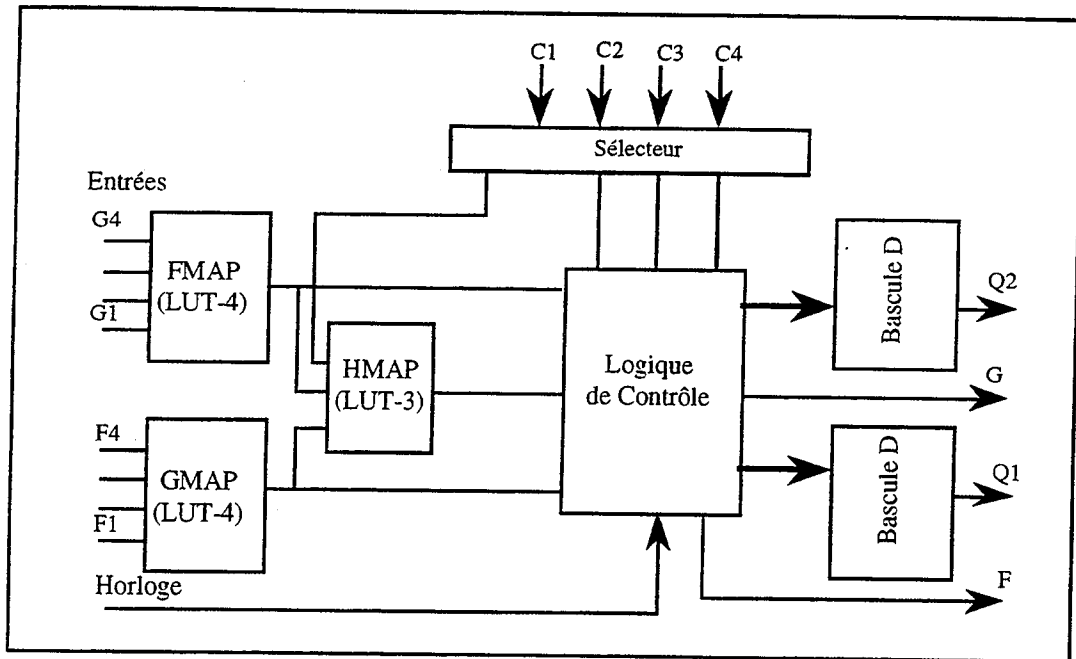 C1 C2 C3 C4
Sélecteur
Entrées
G4
G1
FMAP
(LUT-4)
HMAP
(LUT-3)
F4
F1
GMAP
(LUT-4)
Horloge
Logique
de Contrôle
Bascule D
Q2
G
Bascule D
Q1
F